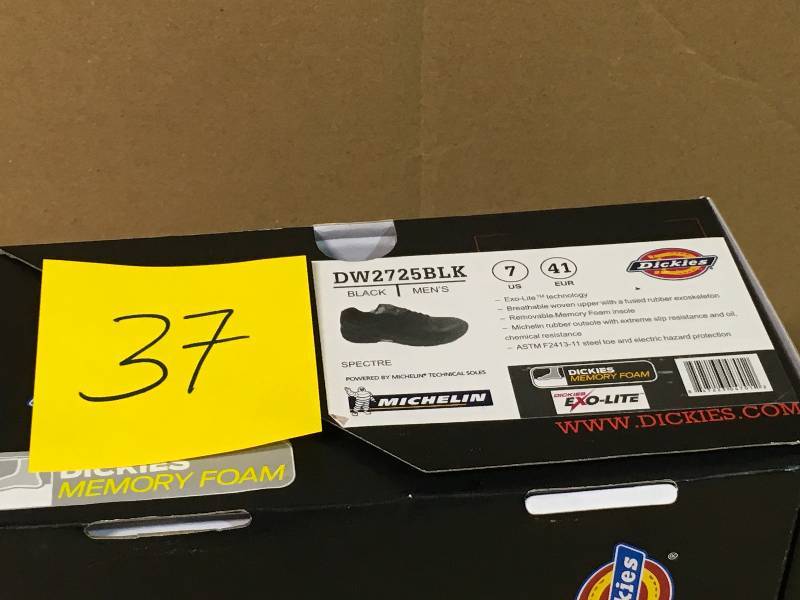 37
DW2725BLK
BLACK | MEN'S
7
US
41
EUR
Dickies
– Exo-Lite™ technology
– Breathable woven upper with a fused rubber exoskeleton
– Removable Memory Foam insole
– Michelin rubber outsole with extreme slip resistance and oil,
chemical resistance
– ASTM F2413-11 steel toe and electric hazard protection
SPECTRE
POWERED BY MICHELIN® TECHNICAL SOLES
MICHELIN
DICKIES
MEMORY FOAM
DICKIES
EXO-LITE
WWW.DICKIES.COM
DICKIES
MEMORY FOAM
kies
®